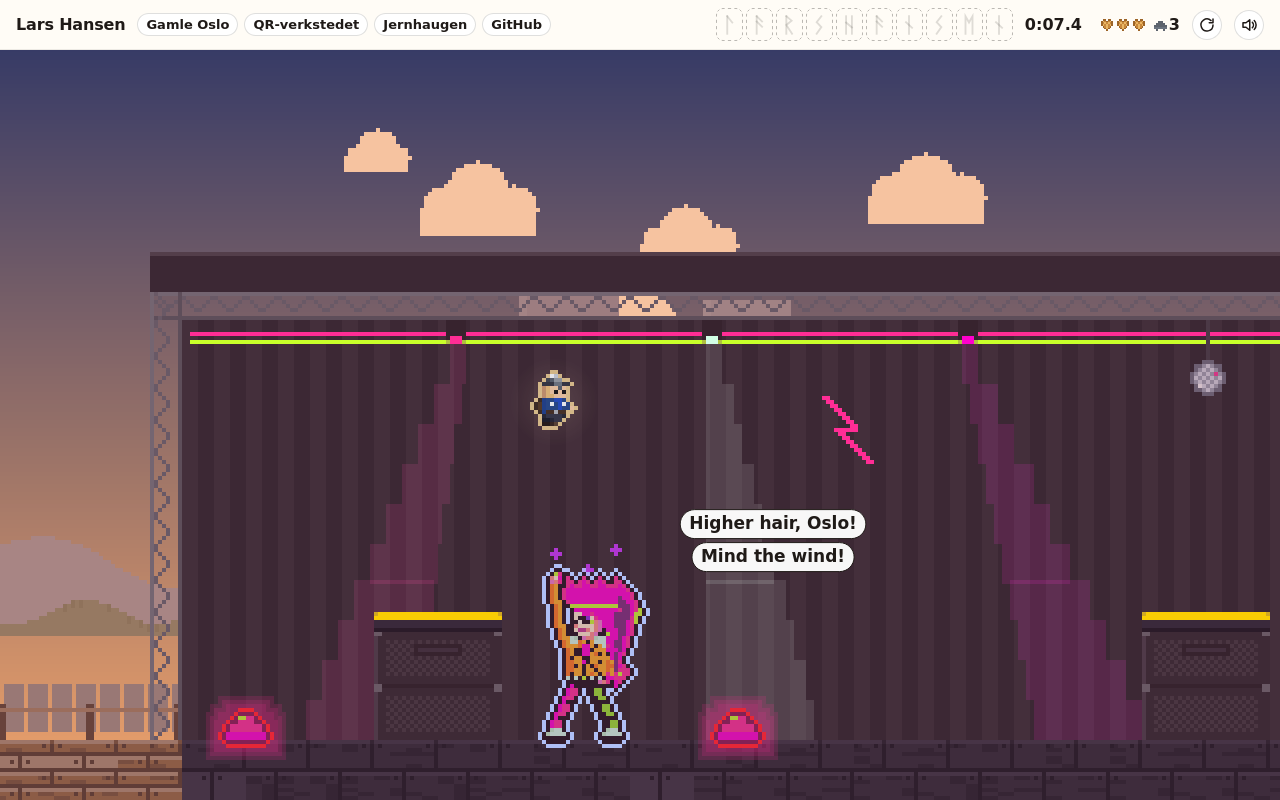 Lars Hansen
Gamle Oslo
QR-verkstedet
Jernhaugen
GitHub
ᛚ ᚨ ᚱ ᛊ ᚺ ᚨ ᚾ ᛊ ᛖ ᚾ
0:07.4
3
Higher hair, Oslo!
Mind the wind!